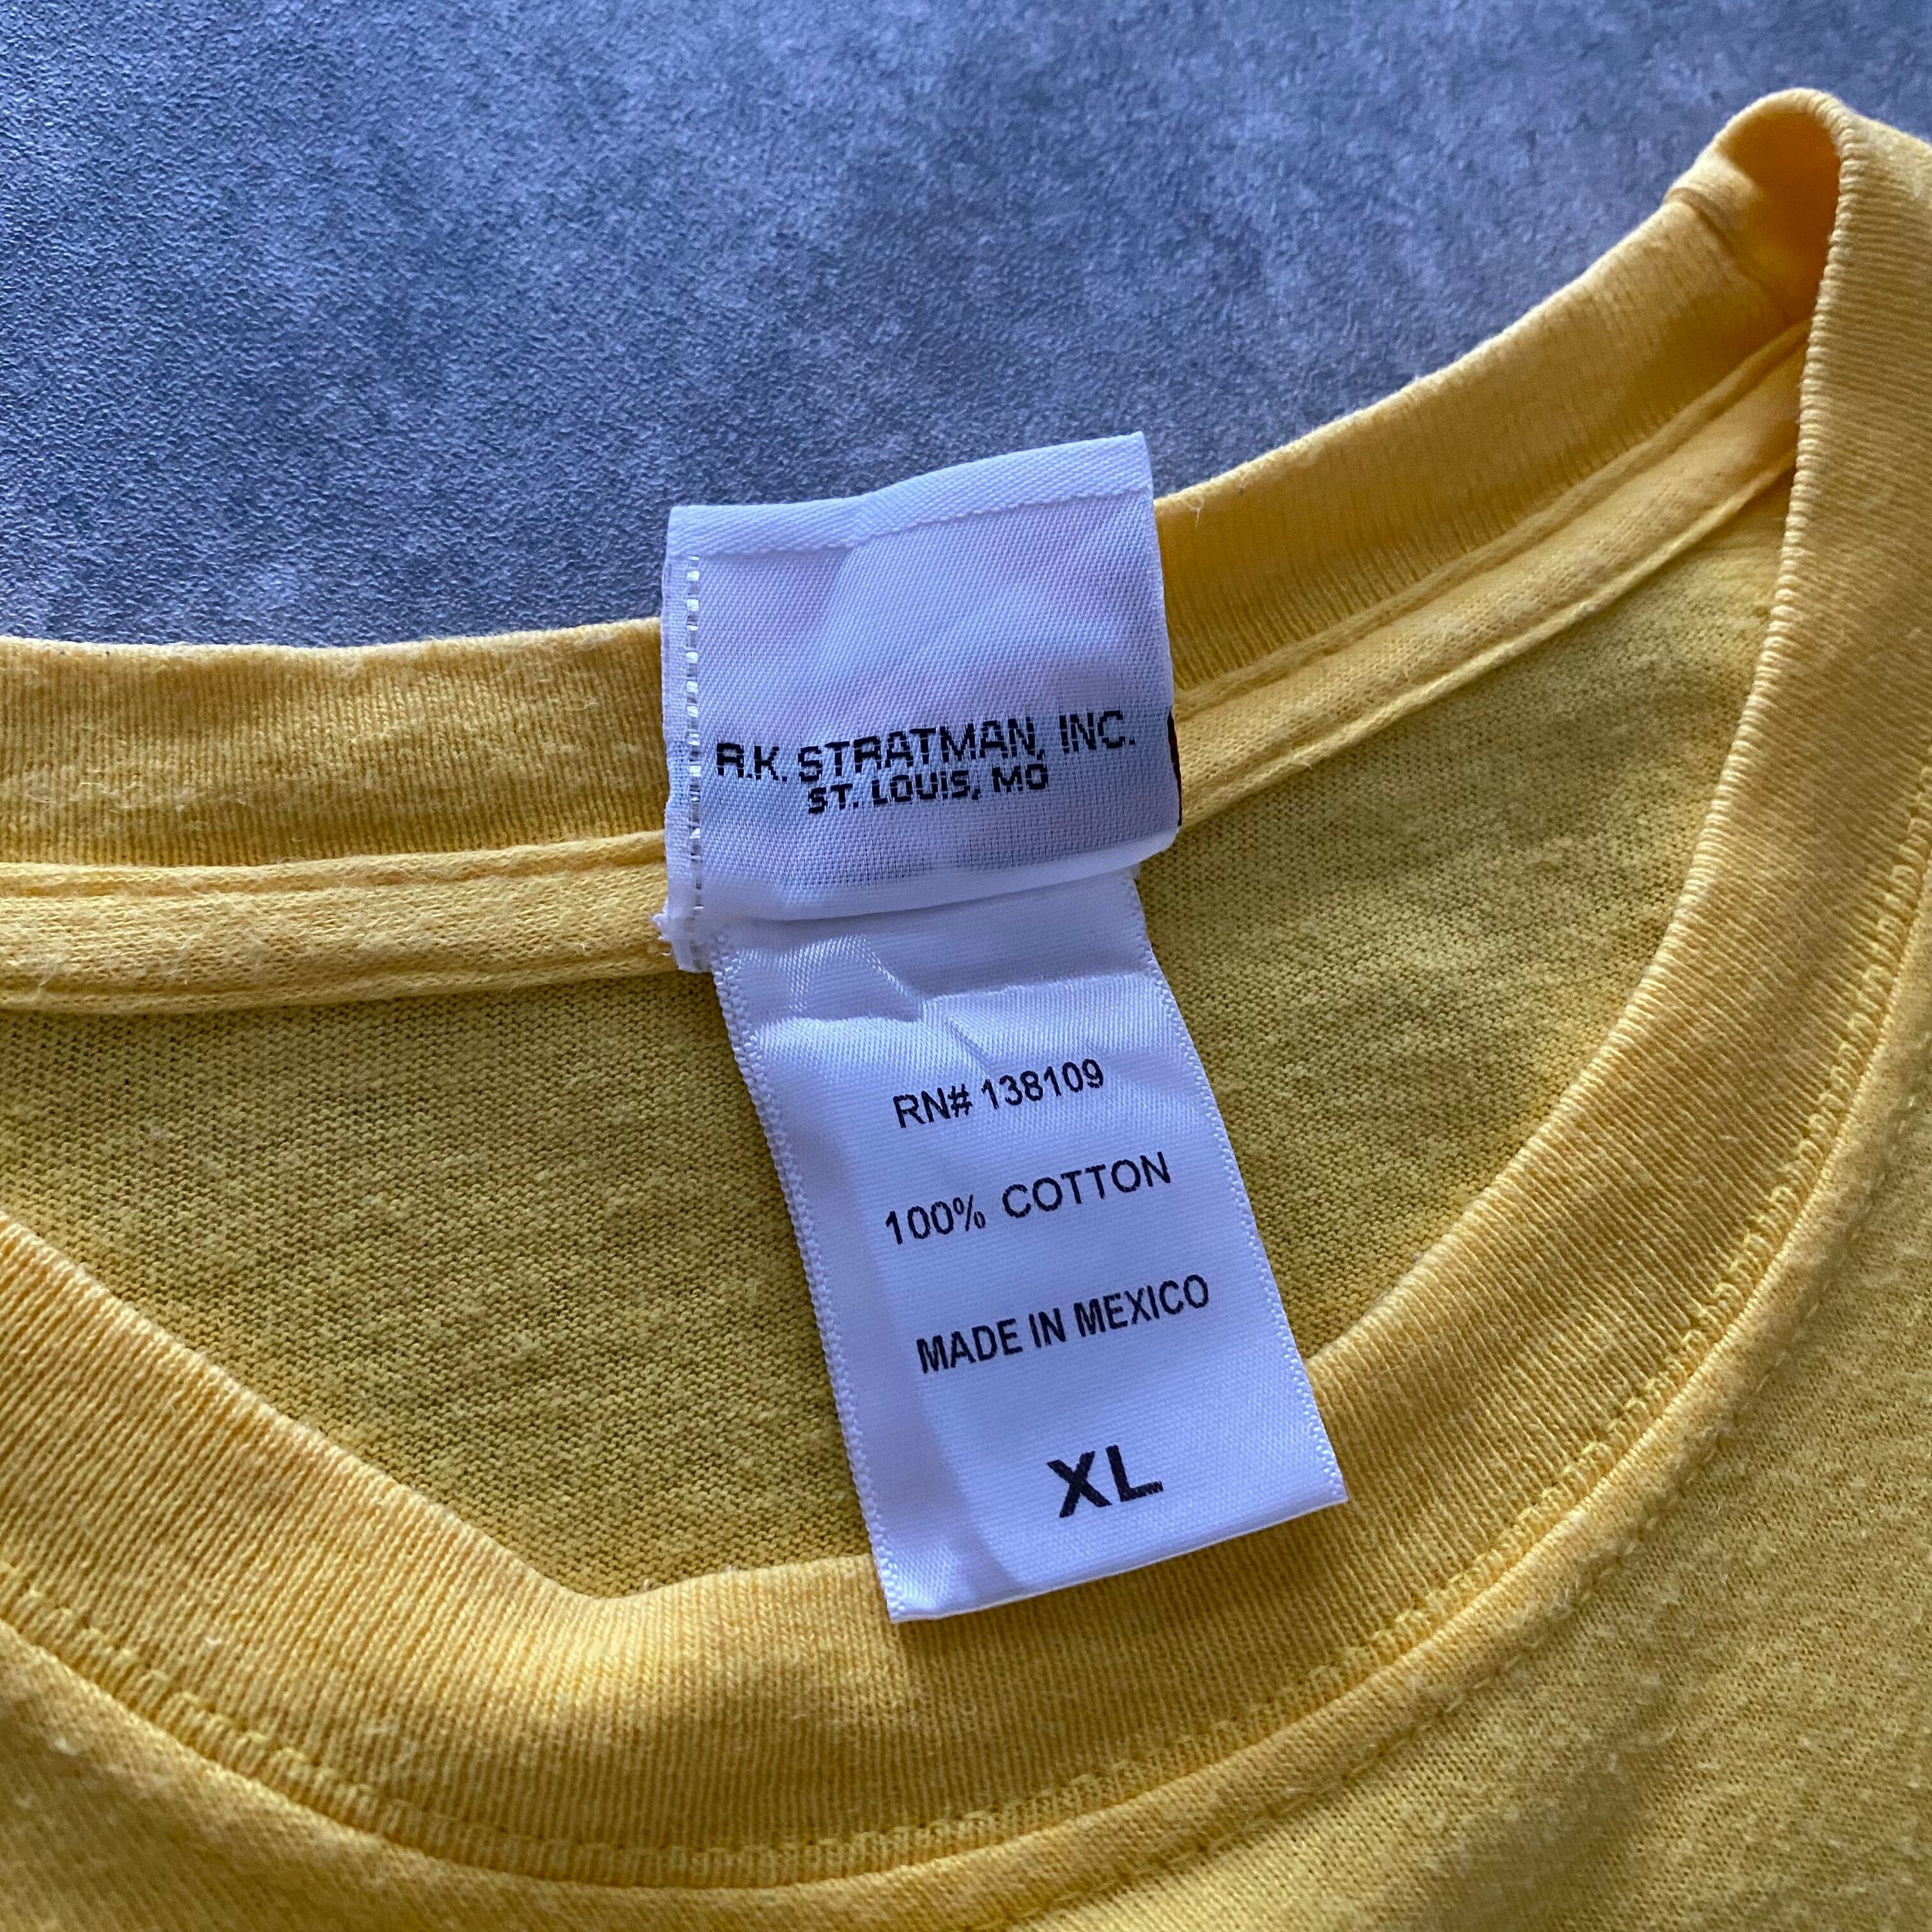 R.K. STRATMAN, INC.
ST. LOUIS, MO
RN# 138109
100% COTTON
MADE IN MEXICO
XL